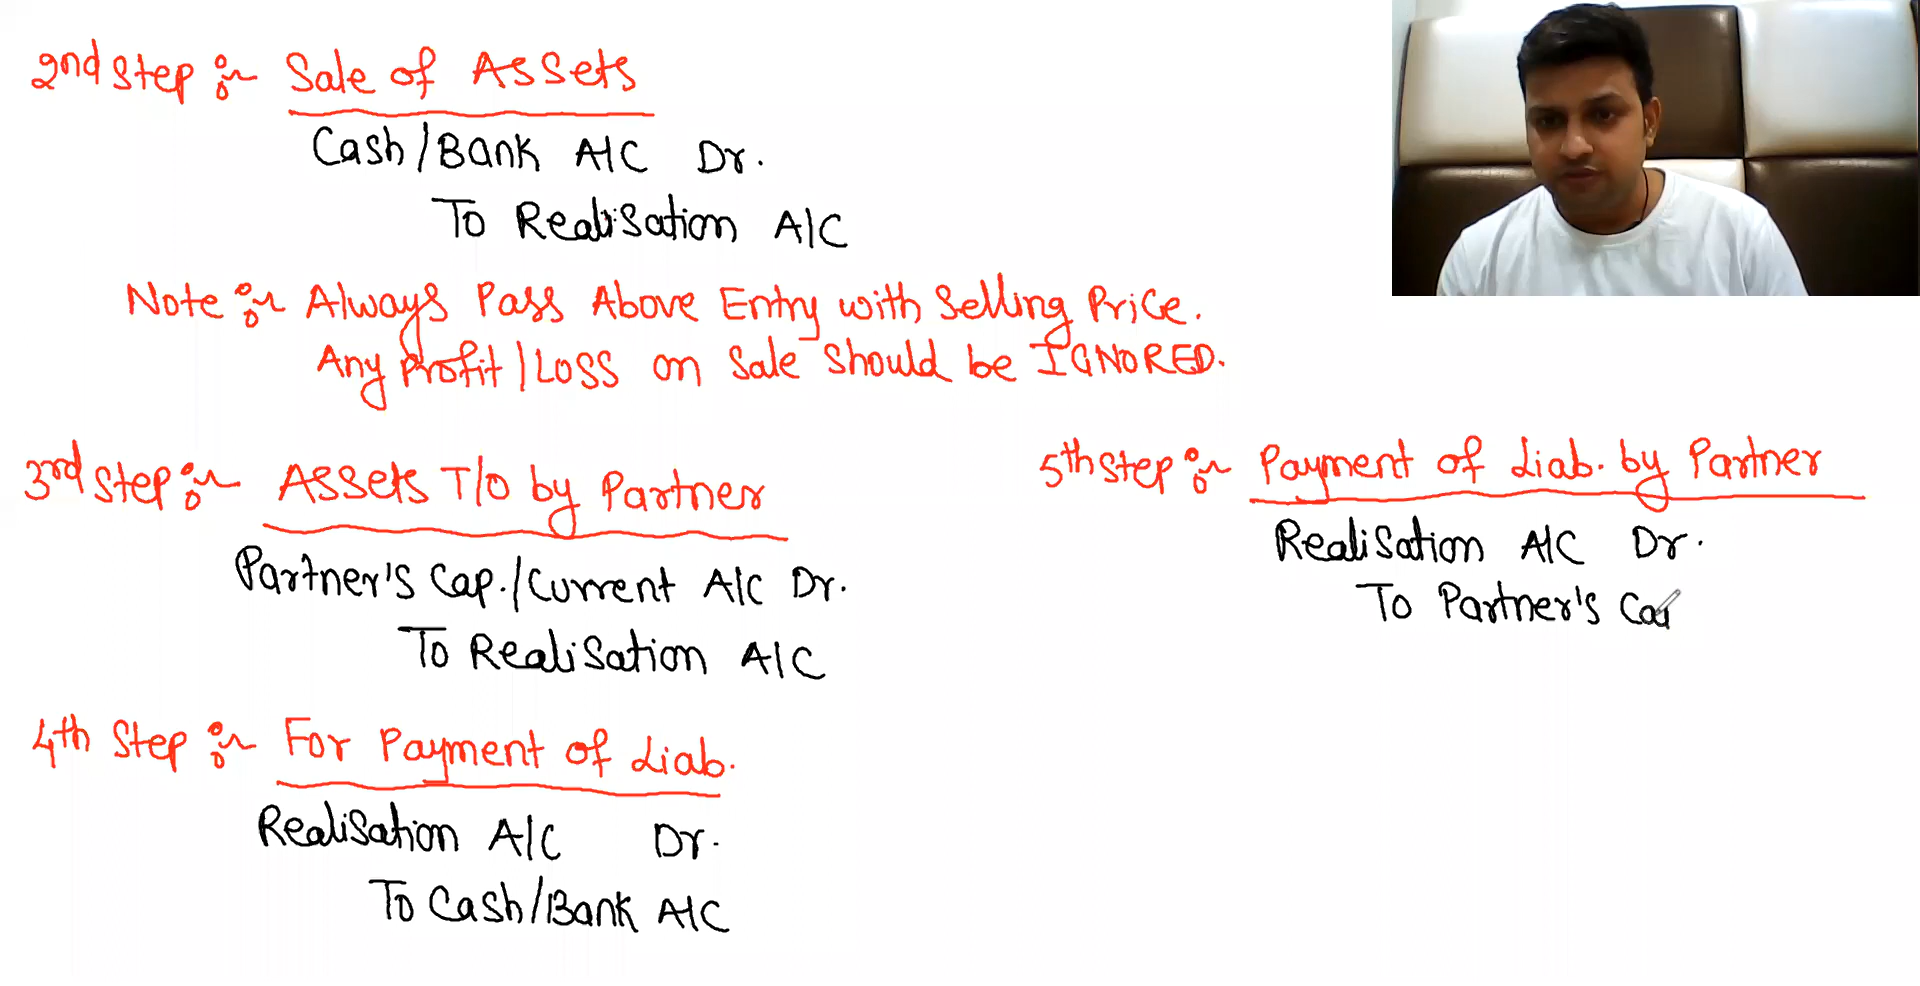 2nd Step :- Sale of Assets
Cash/Bank A/C Dr.
To Realisation A/C
Note :- Always Pass Above Entry with Selling Price.
Any Profit/Loss on Sale Should be IGNORED.
3rd Step :- Assets T/O by Partner
Partner's Cap./Current A/C Dr.
To Realisation A/C
4th Step :- For Payment of Liab.
Realisation A/C Dr.
To Cash/Bank A/C
5th Step :- Payment of Liab. by Partner
Realisation A/C Dr.
To Partner's Ca